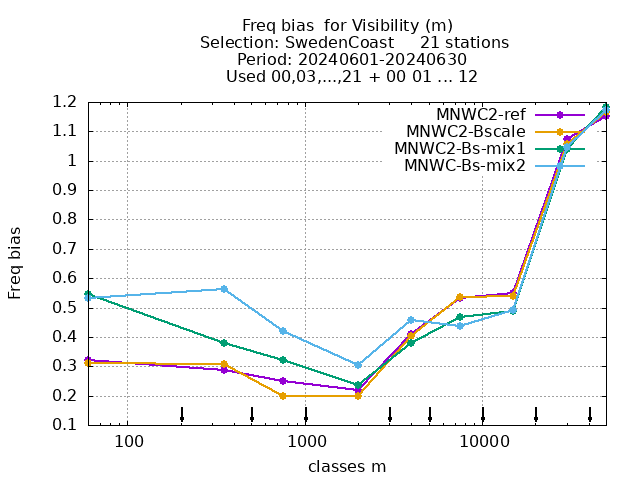 Freq bias  for Visibility (m)
Selection: SwedenCoast     21 stations
Period: 20240601-20240630
Used 00,03,...,21 + 00 01 ... 12
MNWC2-ref
MNWC2-Bscale
MNWC2-Bs-mix1
MNWC-Bs-mix2
Freq bias
1.2
1.1
1
0.9
0.8
0.7
0.6
0.5
0.4
0.3
0.2
0.1
100 1000 10000
classes m